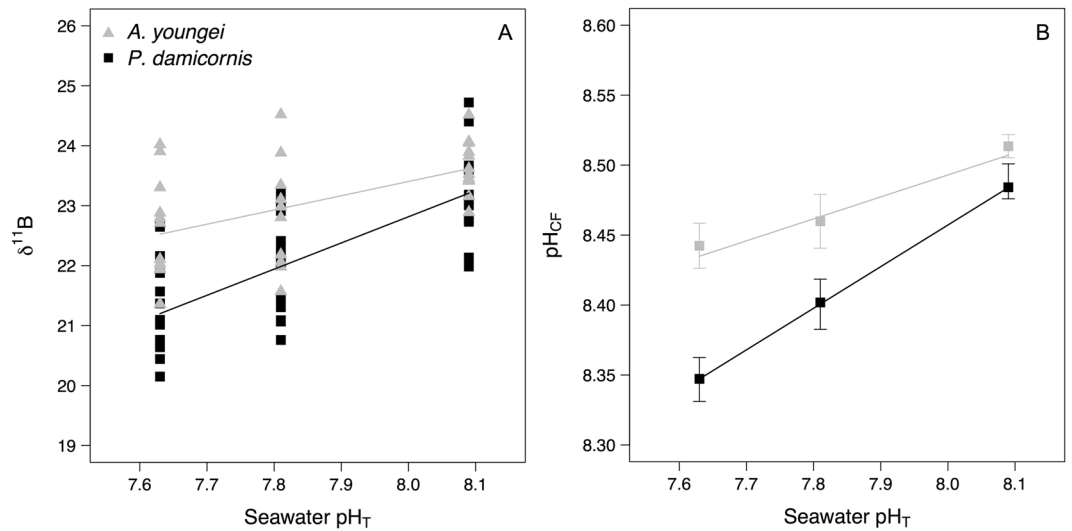 A
A. youngei
P. damicornis
26
25
24
23
22
21
20
19
δ11B
7.6 7.7 7.8 7.9 8.0 8.1
Seawater pHT
B
8.60
8.55
8.50
8.45
8.40
8.35
8.30
pHCF
7.6 7.7 7.8 7.9 8.0 8.1
Seawater pHT